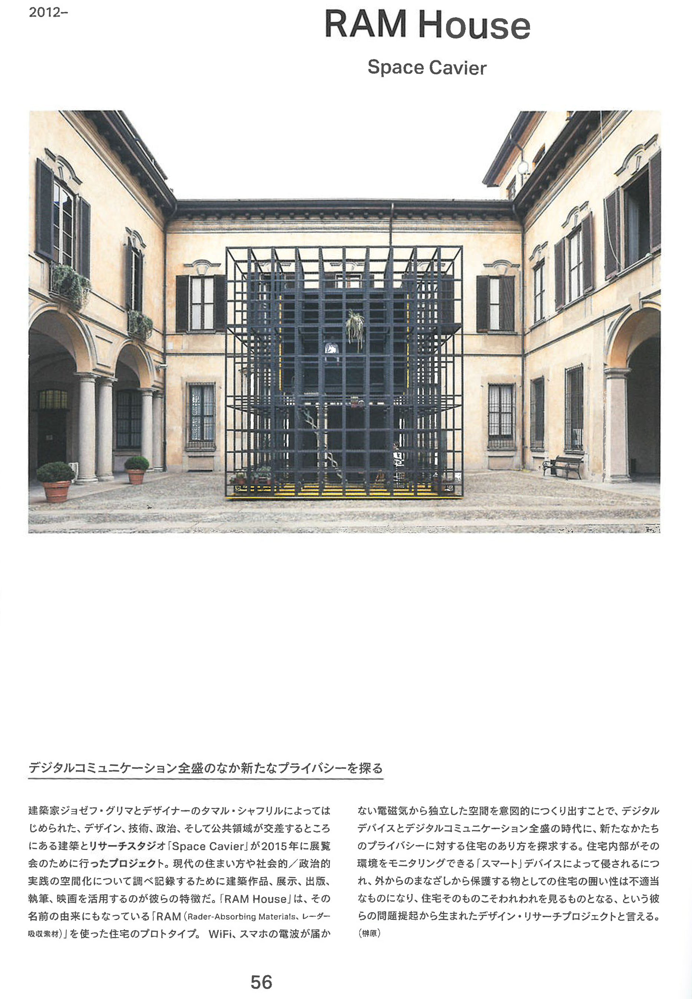 2012–
RAM House
Space Cavier
デジタルコミュニケーション全盛のなか新たなプライバシーを探る
建築家ジョゼフ・グリマとデザイナーのタマル・シャフリルによっては
じめられた、デザイン、技術、政治、そして公共領域が交差するところ
にある建築とリサーチスタジオ「Space Cavier」が2015年に展覧
会のために行ったプロジェクト。現代の住まい方や社会的／政治的
実践の空間化について調べ記録するために建築作品、展示、出版、
執筆、映画を活用するのが彼らの特徴だ。「RAM House」は、その
名前の由来にもなっている「RAM（Rader-Absorbing Materials、レーダー
吸収素材）」を使った住宅のプロトタイプ。 WiFi、スマホの電波が届か
ない電磁気から独立した空間を意図的につくり出すことで、デジタル
デバイスとデジタルコミュニケーション全盛の時代に、新たなかたち
のプライバシーに対する住宅のあり方を探求する。住宅内部がその
環境をモニタリングできる「スマート」デバイスによって侵されるにつ
れ、外からのまなざしから保護する物としての住宅の囲い性は不適当
なものになり、住宅そのものこそわれわれを見るものとなる、という彼
らの問題提起から生まれたデザイン・リサーチプロジェクトと言える。
（榊原）
56